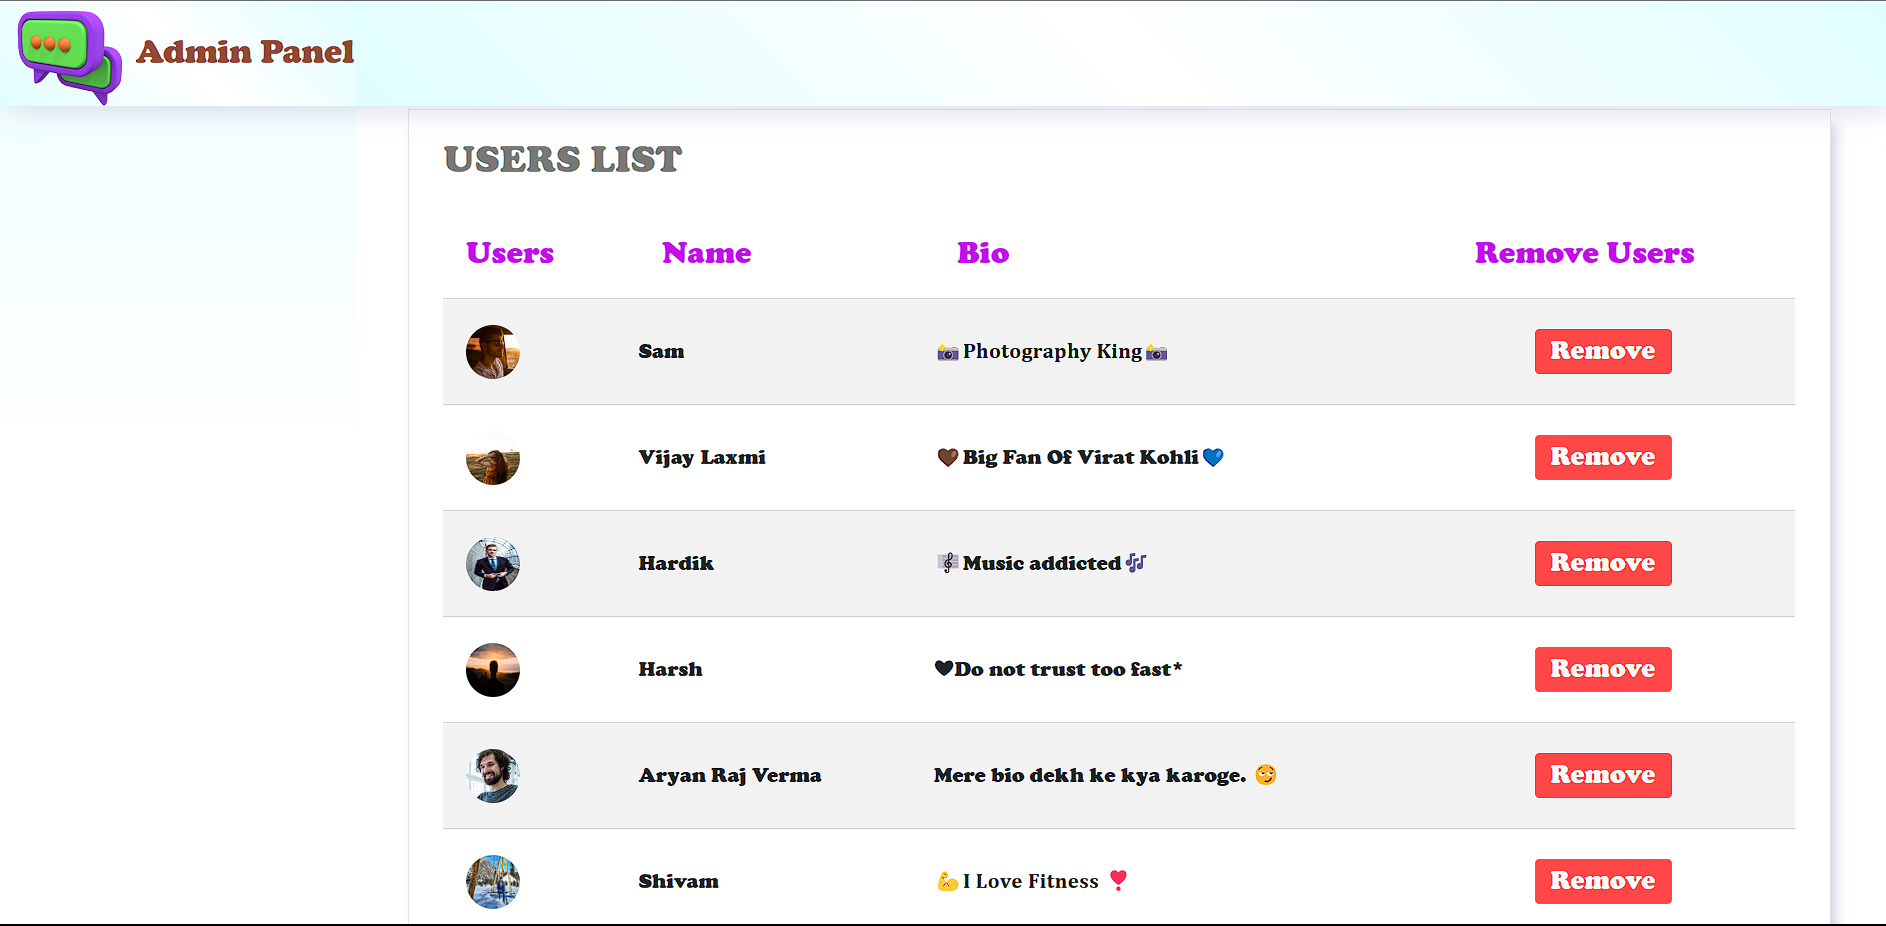 Admin Panel
USERS LIST
Users Name Bio Remove Users
Sam 📸Photography King📸 Remove
Vijay Laxmi 🤎Big Fan Of Virat Kohli💙 Remove
Hardik 🎼Music addicted🎶 Remove
Harsh 🖤Do not trust too fast* Remove
Aryan Raj Verma Mere bio dekh ke kya karoge. 😏 Remove
Shivam 💪I Love Fitness ❣ Remove